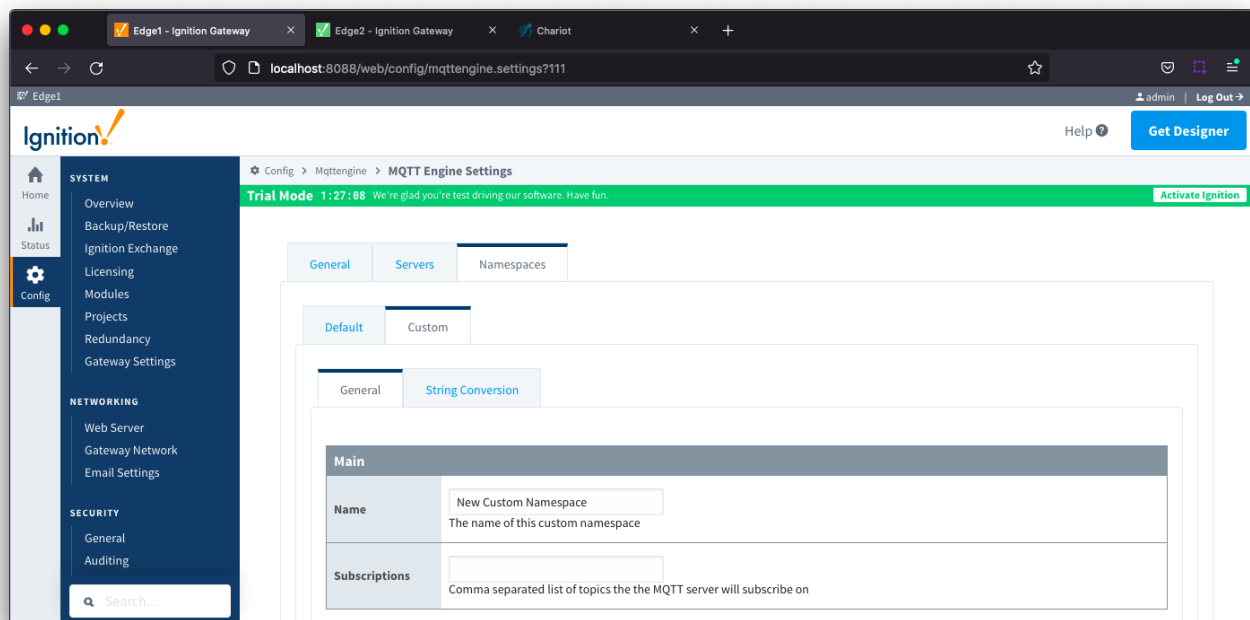 Edge1 - Ignition Gateway
Edge2 - Ignition Gateway
Chariot
localhost:8088/web/config/mqttengine.settings?111
Edge1
admin | Log Out
Ignition!
Help
Get Designer
Home
Status
Config
SYSTEM
Overview
Backup/Restore
Ignition Exchange
Licensing
Modules
Projects
Redundancy
Gateway Settings
NETWORKING
Web Server
Gateway Network
Email Settings
SECURITY
General
Auditing
Search...
Config > Mqttengine > MQTT Engine Settings
Trial Mode 1:27:08 We're glad you're test driving our software. Have fun.
Activate Ignition
General
Servers
Namespaces
Default
Custom
General
String Conversion
Main
Name
New Custom Namespace
The name of this custom namespace
Subscriptions
Comma separated list of topics the the MQTT server will subscribe on